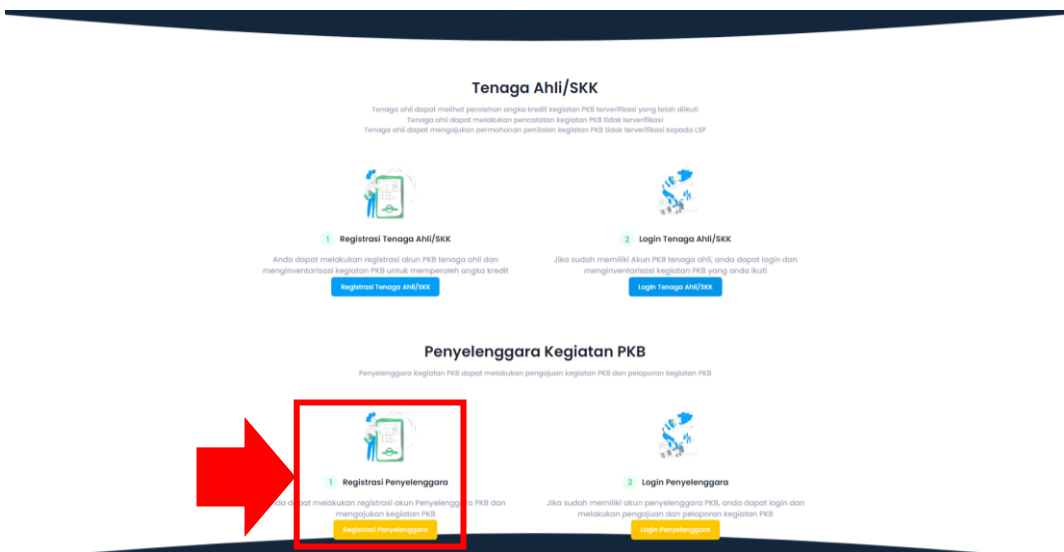 Tenaga Ahli/SKK
Tenaga ahli dapat melihat perolehan angka kredit kegiatan PKB terverifikasi yang telah diikuti
Tenaga ahli dapat melakukan pencatatan kegiatan PKB tidak terverifikasi
Tenaga ahli dapat mengajukan permohonan penilaian kegiatan PKB tidak terverifikasi kepada LSP
1 Registrasi Tenaga Ahli/SKK
Anda dapat melakukan registrasi akun PKB tenaga ahli dan
menginventarisasi kegiatan PKB untuk memperoleh angka kredit
Registrasi Tenaga Ahli/SKK
2 Login Tenaga Ahli/SKK
Jika sudah memiliki Akun PKB tenaga ahli, anda dapat login dan
menginventarisasi kegiatan PKB yang anda ikuti
Login Tenaga Ahli/SKK
Penyelenggara Kegiatan PKB
Penyelenggara Kegiatan PKB dapat melakukan pengajuan kegiatan PKB dan pelaporan kegiatan PKB
1 Registrasi Penyelenggara
Anda dapat melakukan registrasi akun Penyelenggara PKB dan
mengajukan kegiatan PKB
Registrasi Penyelenggara
2 Login Penyelenggara
Jika sudah memiliki akun penyelenggara PKB, anda dapat login dan
melakukan pengajuan dan pelaporan kegiatan PKB
Login Penyelenggara